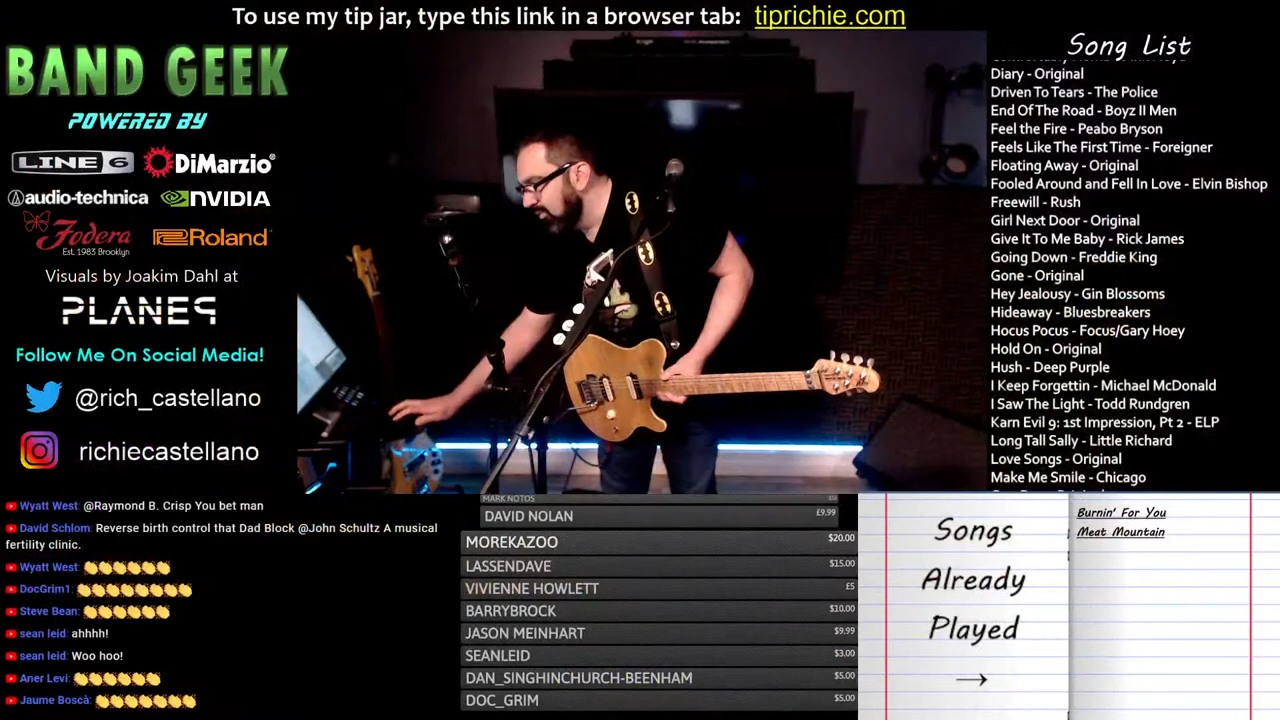 To use my tip jar, type this link in a browser tab: tiprichie.com
BAND GEEK
POWERED BY
LINE 6
DiMarzio®
audio-technica
NVIDIA
Fodera
Est. 1983 Brooklyn
Roland
Visuals by Joakim Dahl at
PLANE9
Follow Me On Social Media!
@rich_castellano
richiecastellano
Song List
Diary - Original
Driven To Tears - The Police
End Of The Road - Boyz II Men
Feel the Fire - Peabo Bryson
Feels Like The First Time - Foreigner
Floating Away - Original
Fooled Around and Fell In Love - Elvin Bishop
Freewill - Rush
Girl Next Door - Original
Give It To Me Baby - Rick James
Going Down - Freddie King
Gone - Original
Hey Jealousy - Gin Blossoms
Hideaway - Bluesbreakers
Hocus Pocus - Focus/Gary Hoey
Hold On - Original
Hush - Deep Purple
I Keep Forgettin - Michael McDonald
I Saw The Light - Todd Rundgren
Karn Evil 9: 1st Impression, Pt 2 - ELP
Long Tall Sally - Little Richard
Love Songs - Original
Make Me Smile - Chicago
Wyatt West: @Raymond B. Crisp You bet man
David Schlom: Reverse birth control that Dad Block @John Schultz A musical
fertility clinic.
Wyatt West: 👏👏👏👏👏👏
DocGrim1: 👏👏👏👏👏👏👏👏
Steve Bean: 👏👏👏👏👏👏
sean leid: ahhhh!
sean leid: Woo hoo!
Aner Levi: 👏👏👏👏👏👏
Jaume Boscà: 👏👏👏👏👏👏👏
MARK NOTOS
DAVID NOLAN £9.99
MOREKAZOO $20.00
LASSENDAVE $15.00
VIVIENNE HOWLETT £5
BARRYBROCK $10.00
JASON MEINHART $9.99
SEANLEID $3.00
DAN_SINGHINCHURCH-BEENHAM $5.00
DOC_GRIM $5.00
Songs
Already
Played
→
Burnin' For You
Meat Mountain